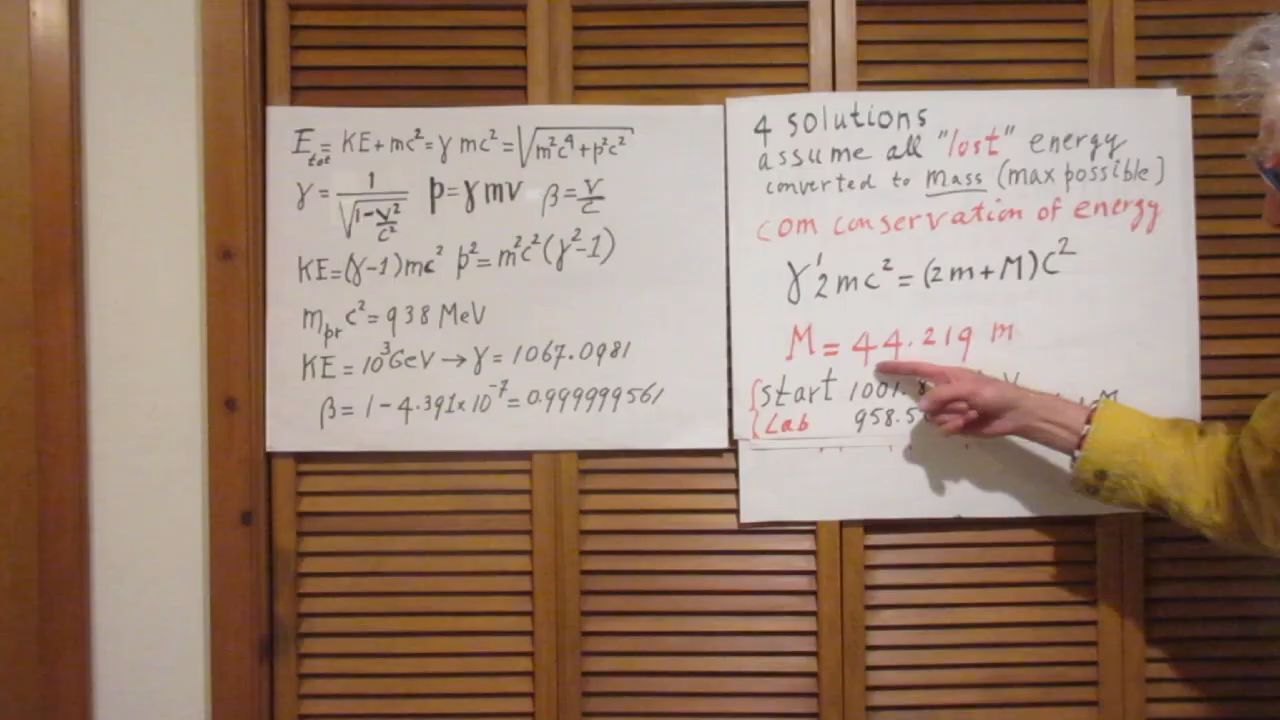 E_tot = KE + mc² = γ mc² = √(m²c⁴ + p²c²)
γ = 1/√(1 - v²/c²) p = γ mv β = v/c
KE = (γ-1) mc² p² = m²c² (γ² - 1)
m_pr c² = 938 MeV
KE = 10³ GeV → γ = 1067.0981
β = 1 - 4.391 x 10⁻⁷ = 0.999999561
4 solutions
assume all "lost" energy
converted to mass (max possible)
com conservation of energy
γ' 2mc² = (2m + M) c²
M = 44.219 m
start 1001.8
Lab 958.5